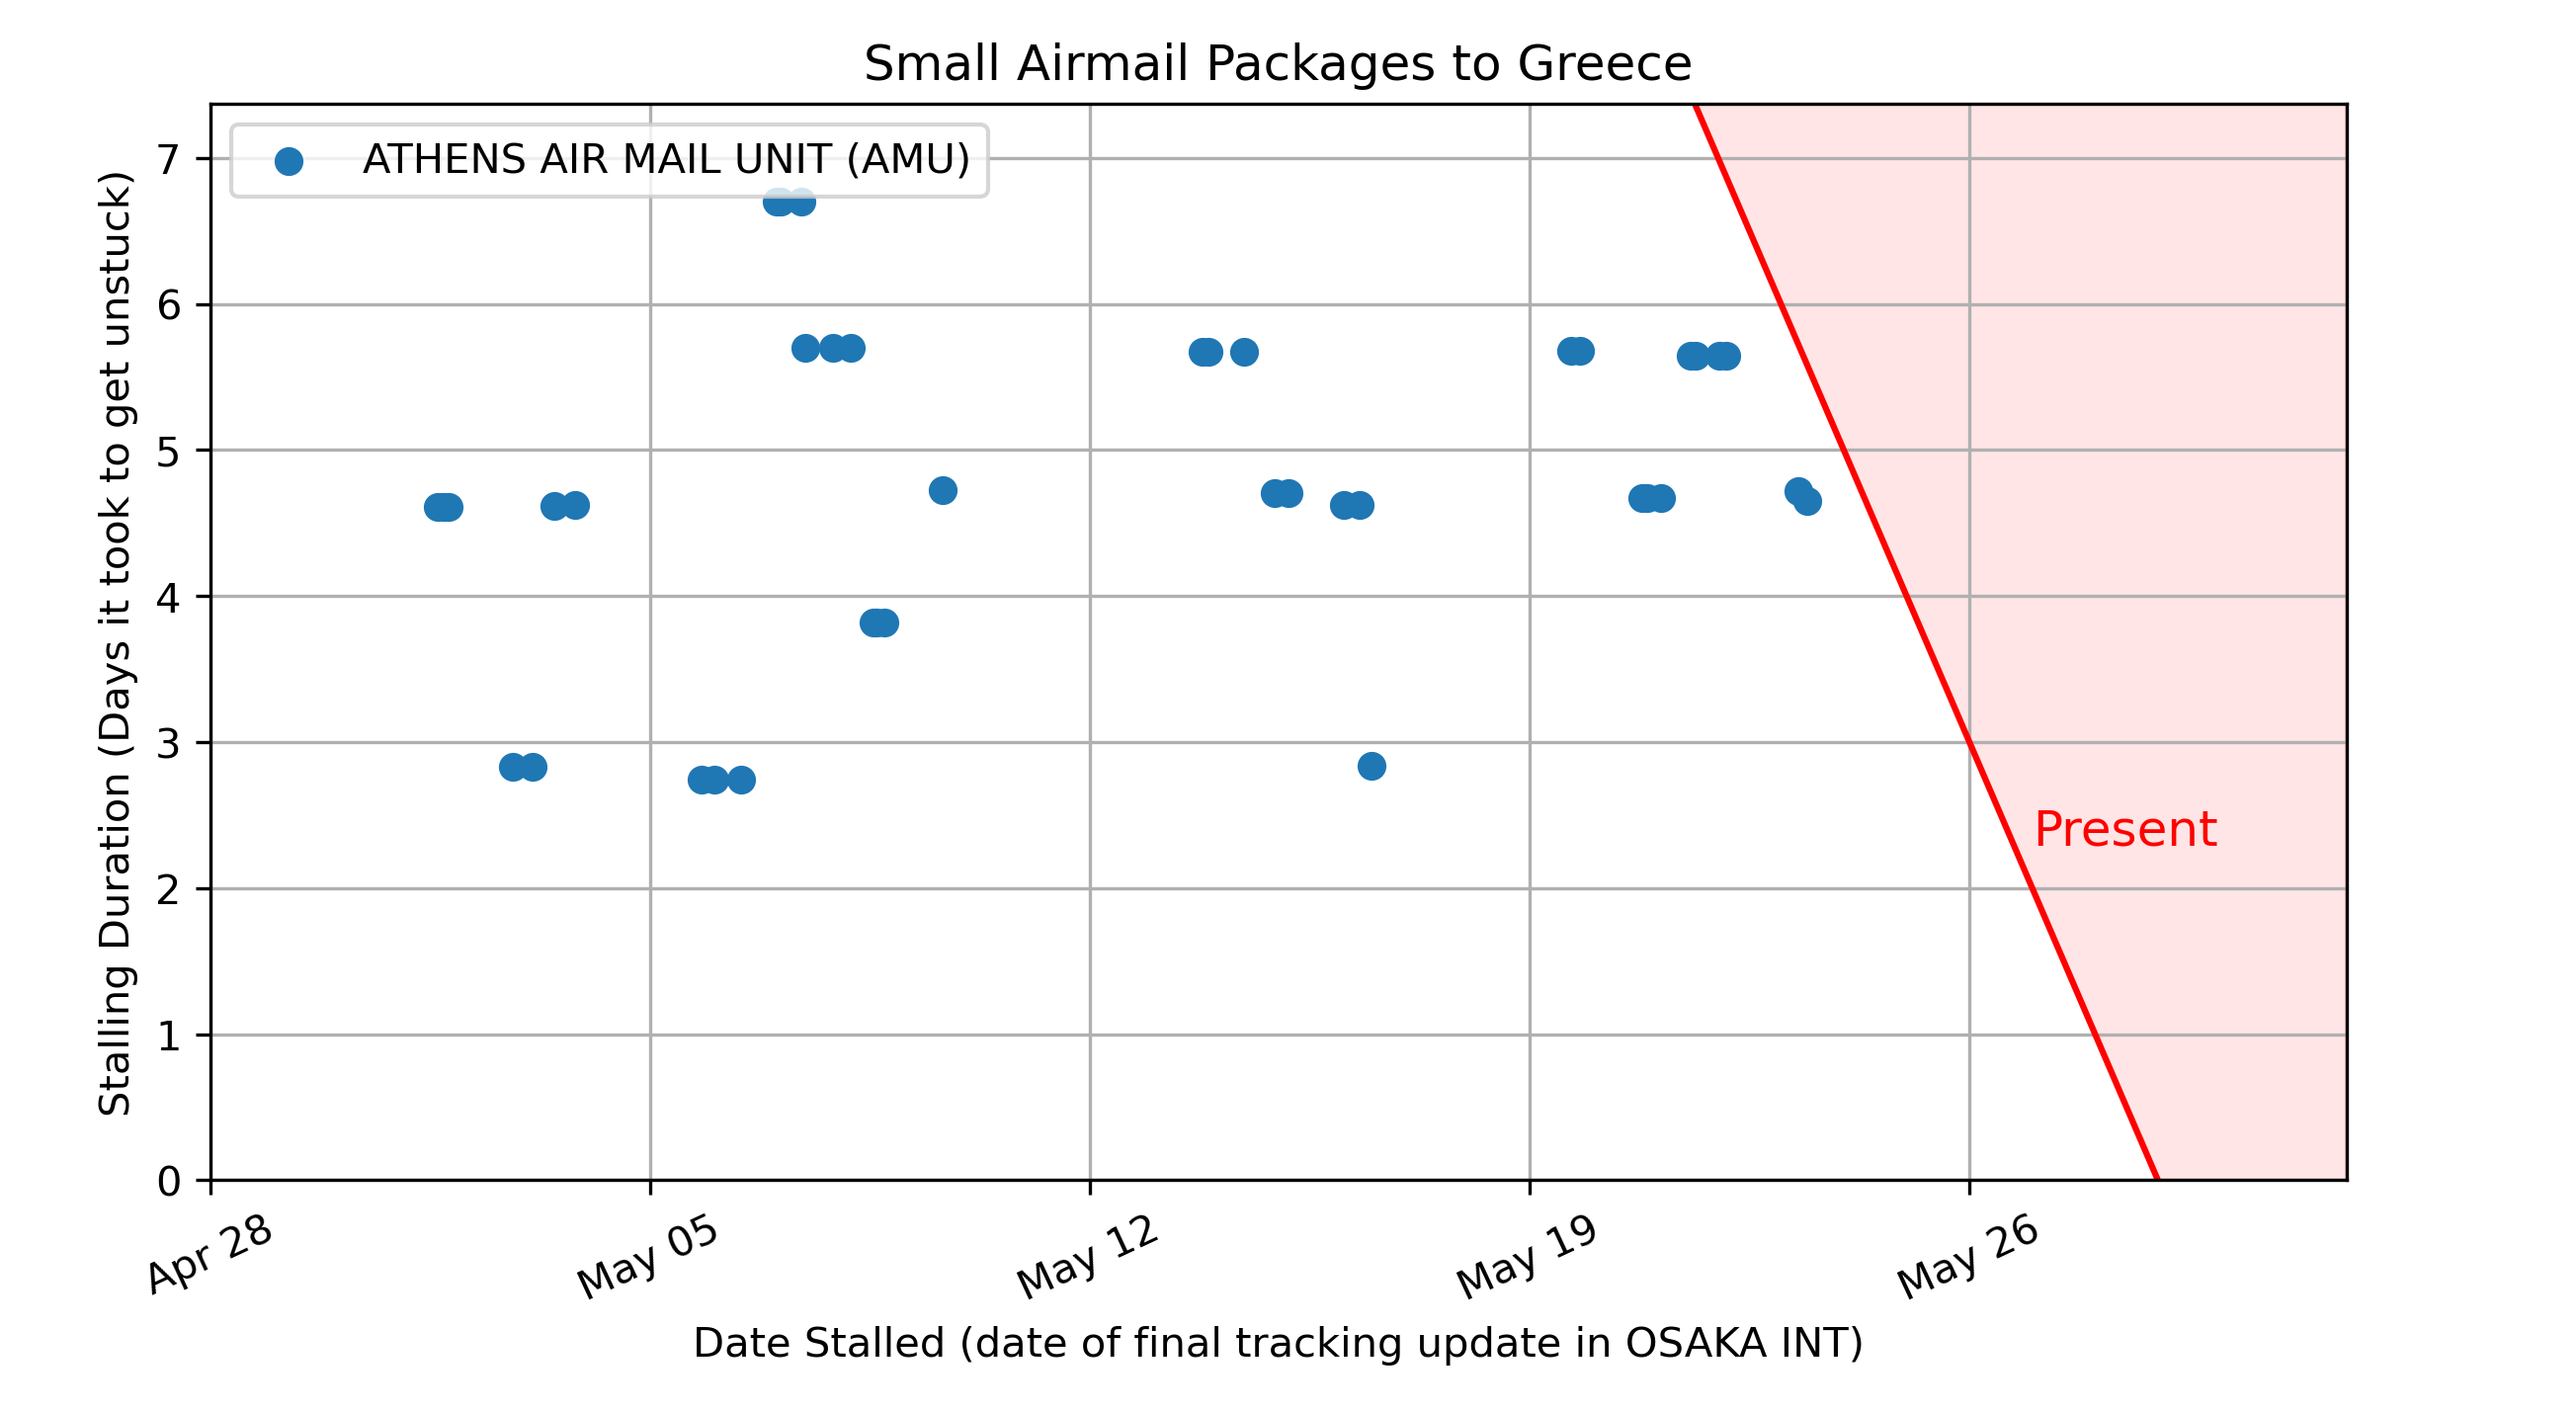 Small Airmail Packages to Greece
ATHENS AIR MAIL UNIT (AMU)
Stalling Duration (Days it took to get unstuck)
7
6
5
4
3
2
1
0
Present
Apr 28
May 05
May 12
May 19
May 26
Date Stalled (date of final tracking update in OSAKA INT)